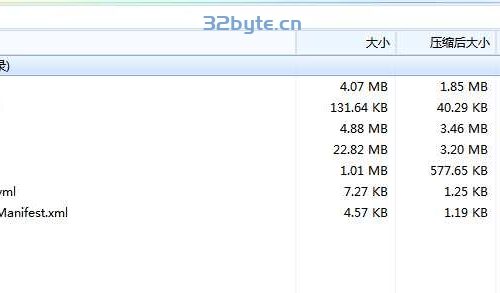 32byte.cn
大小 压缩后大小
录)
4.07 MB 1.85 MB
131.64 KB 40.29 KB
4.88 MB 3.46 MB
22.82 MB 3.20 MB
1.01 MB 577.65 KB
yml 7.27 KB 1.25 KB
Manifest.xml 4.57 KB 1.19 KB